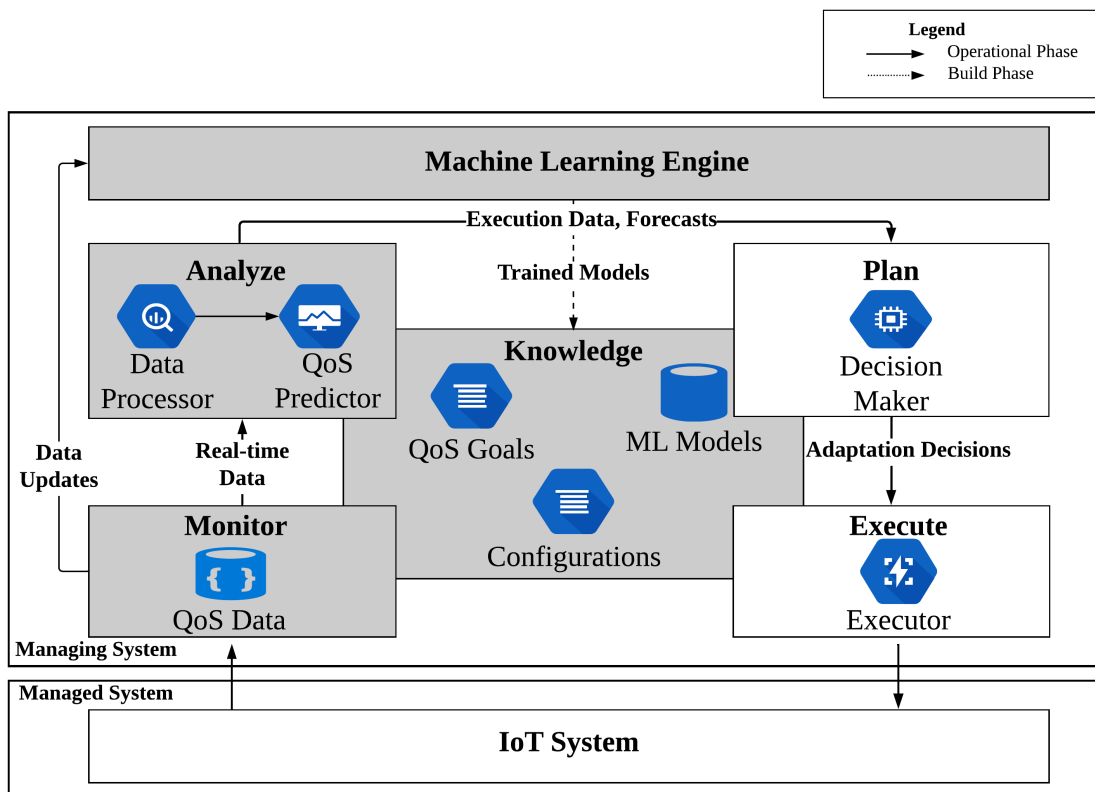 Legend
Operational Phase
Build Phase
Machine Learning Engine
Execution Data, Forecasts
Analyze
Plan
Trained Models
Knowledge
Data
Processor
QoS
Predictor
Decision
Maker
QoS Goals
ML Models
Data
Updates
Real-time
Data
Adaptation Decisions
Monitor
Execute
Configurations
{ }
QoS Data
Executor
Managing System
Managed System
IoT System